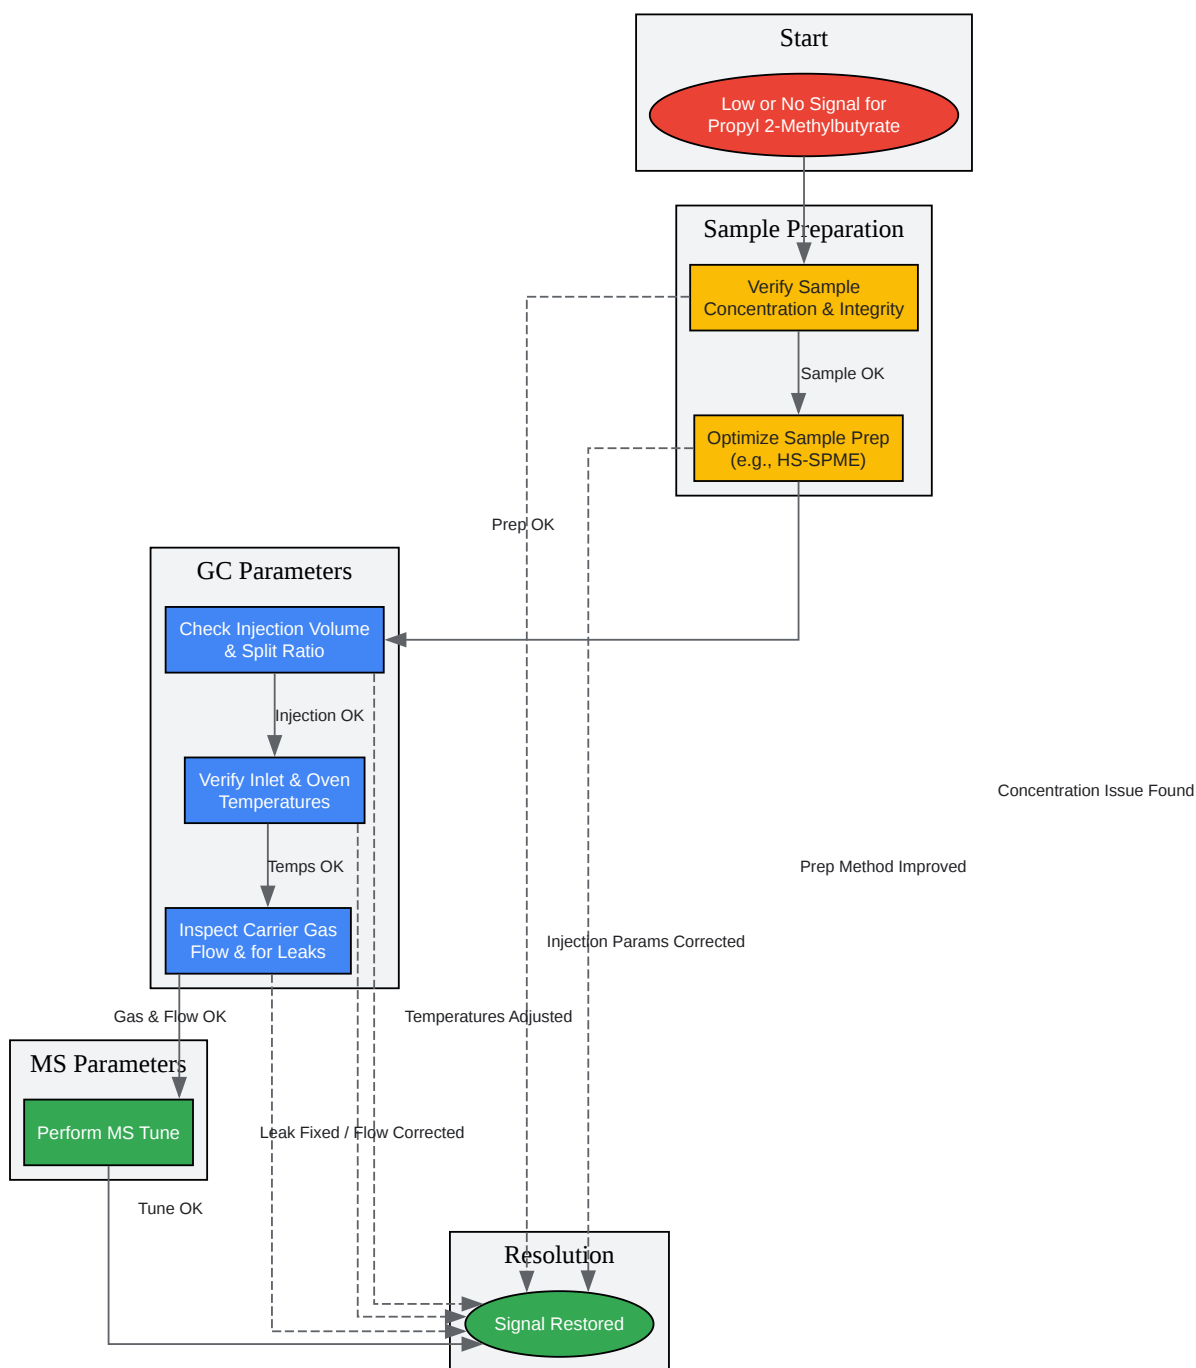 Start
Low or No Signal for
Propyl 2-Methylbutyrate
Sample Preparation
Verify Sample
Concentration & Integrity
Sample OK
Optimize Sample Prep
(e.g., HS-SPME)
Prep OK
GC Parameters
Check Injection Volume
& Split Ratio
Injection OK
Verify Inlet & Oven
Temperatures
Concentration Issue Found
Temps OK
Prep Method Improved
Inspect Carrier Gas
Flow & for Leaks
Injection Params Corrected
Gas & Flow OK
Temperatures Adjusted
MS Parameters
Perform MS Tune
Leak Fixed / Flow Corrected
Tune OK
Resolution
Signal Restored